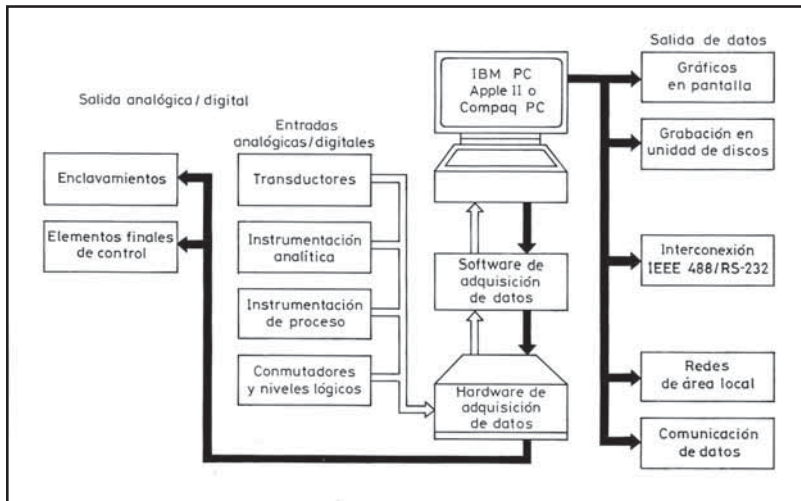 Salida analógica / digital
Enclavamientos
Elementos finales
de control
Entradas
analógicas/digitales
Transductores
Instrumentación
analítica
Instrumentación
de proceso
Conmutadores
y niveles lógicos
IBM PC
Apple II o
Compaq PC
Software de
adquisición
de datos
Hardware de
adquisición
de datos
Salida de datos
Gráficos
en pantalla
Grabación en
unidad de discos
Interconexión
IEEE 488/RS-232
Redes
de área local
Comunicación
de datos